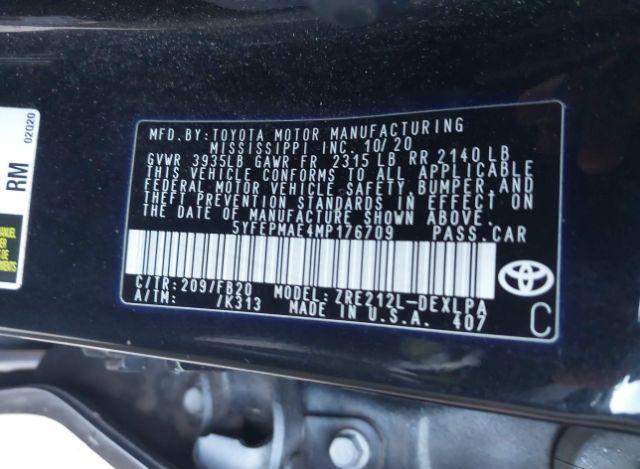 MFD.BY:TOYOTA MOTOR MANUFACTURING
MISSISSIPPI INC. 10/20
GVWR 3935LB GAWR FR 2315 LB RR 2140 LB
THIS VEHICLE CONFORMS TO ALL APPLICABLE
FEDERAL MOTOR VEHICLE SAFETY, BUMPER, AND
THEFT PREVENTION STANDARDS IN EFFECT ON
THE DATE OF MANUFACTURE SHOWN ABOVE.
5YFEPMAE4MP176709 PASS.CAR
C/TR:209/FB20 MODEL:ZRE212L-DEXLPA
A/TM: /K313 MADE IN U.S.A. 407
C
RM
02020